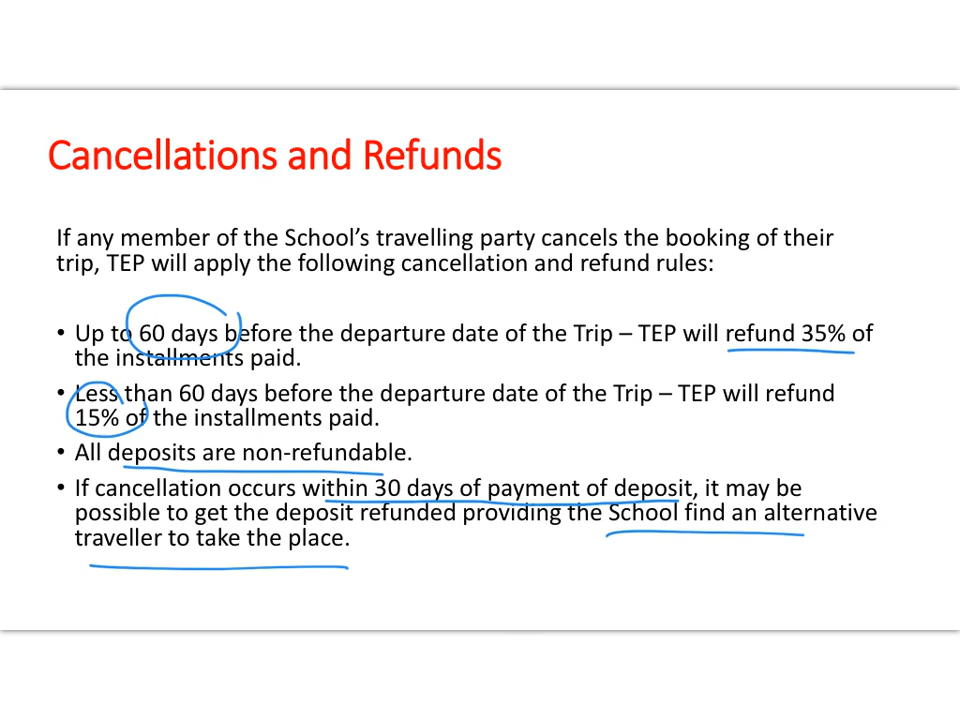 Cancellations and Refunds
If any member of the School’s travelling party cancels the booking of their
trip, TEP will apply the following cancellation and refund rules:
• Up to 60 days before the departure date of the Trip – TEP will refund 35% of
the installments paid.
• Less than 60 days before the departure date of the Trip – TEP will refund
15% of the installments paid.
• All deposits are non-refundable.
• If cancellation occurs within 30 days of payment of deposit, it may be
possible to get the deposit refunded providing the School find an alternative
traveller to take the place.